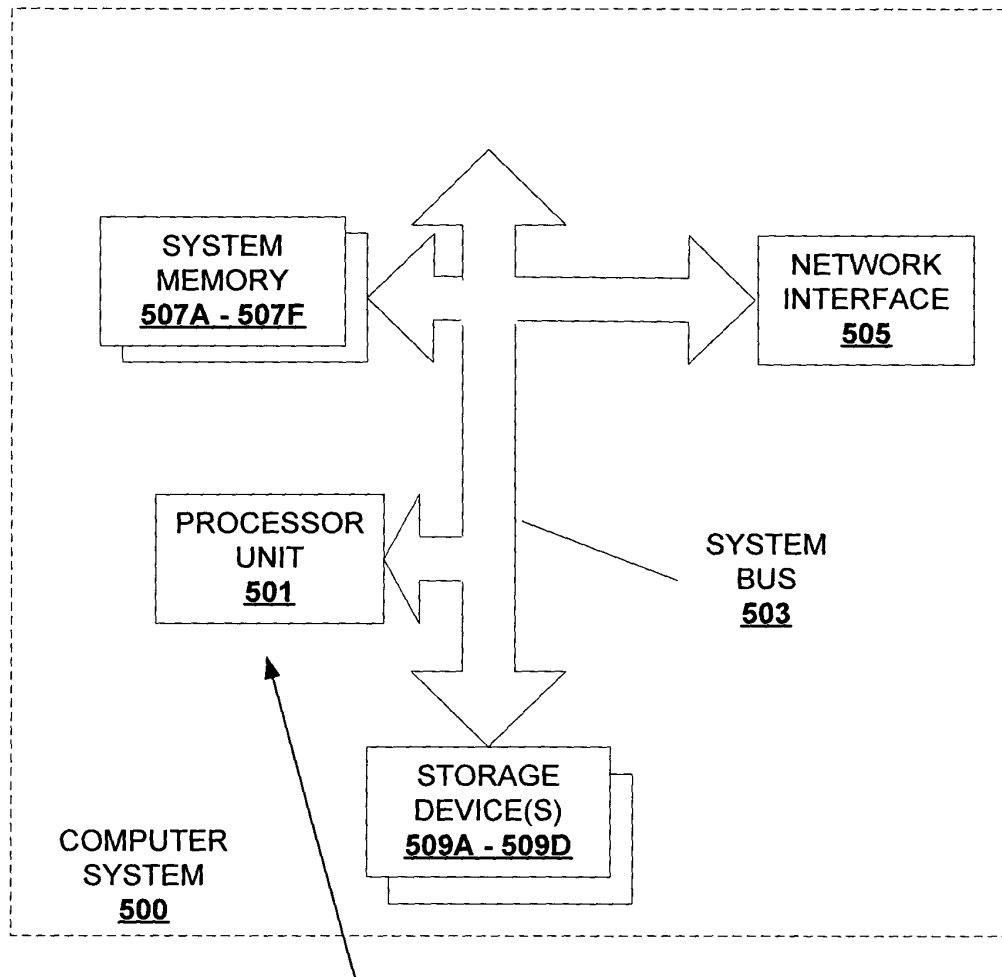 SYSTEM
MEMORY
507A - 507F
NETWORK
INTERFACE
505
PROCESSOR
UNIT
501
SYSTEM
BUS
503
STORAGE
DEVICE(S)
509A - 509D
COMPUTER
SYSTEM
500